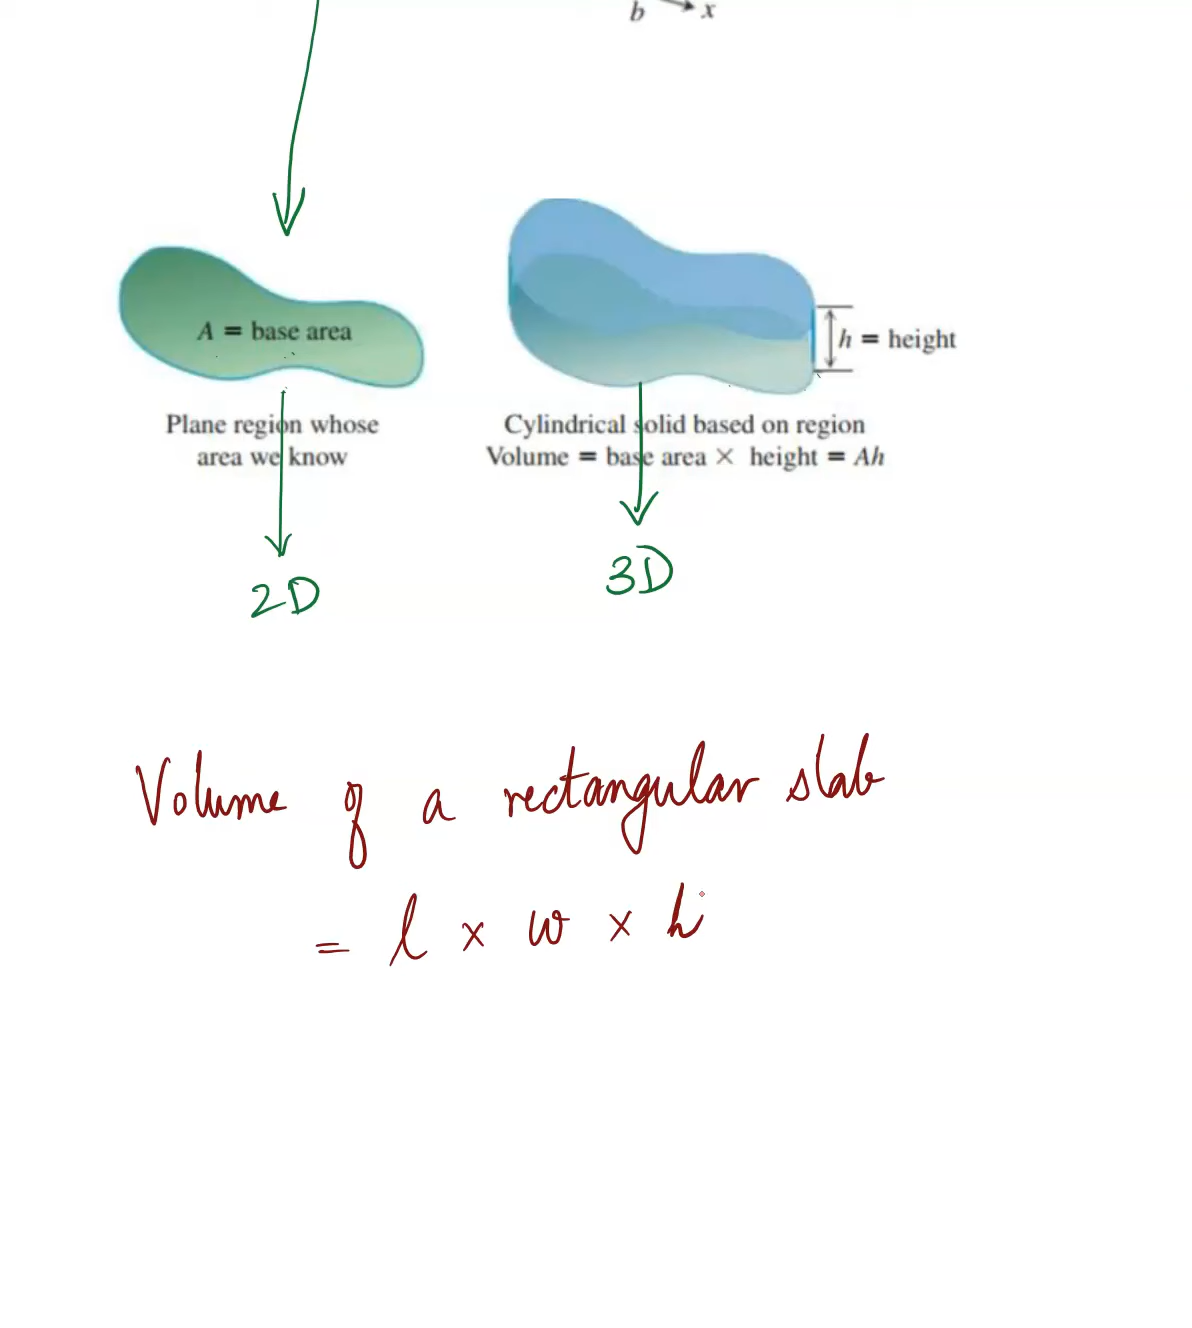 b x
A = base area
h = height
Plane region whose
area we know
Cylindrical solid based on region
Volume = base area × height = Ah
2D
3D
Volume of a rectangular slab
= l × w × h